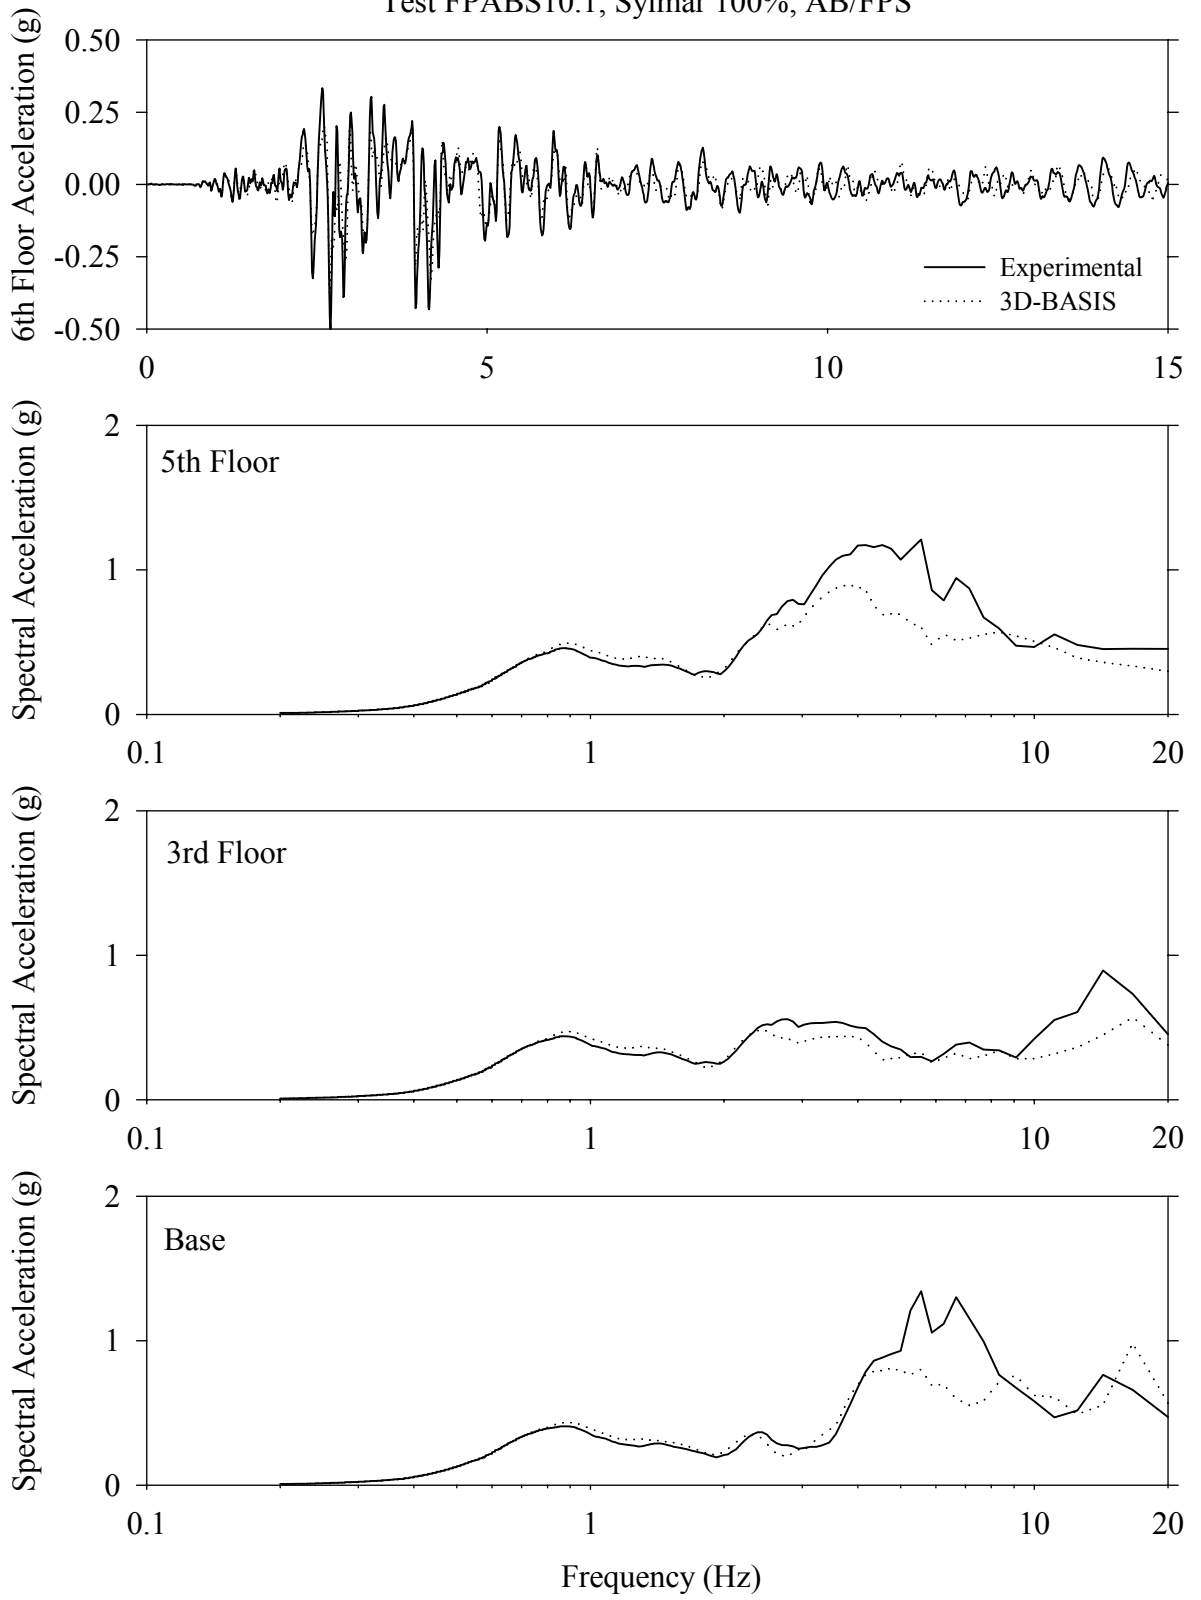 Test FPABS10.1, Sylmar 100%, AB/FPS
6th Floor Acceleration (g)
0.50
0.25
0.00
-0.25
-0.50
Experimental
3D-BASIS
0 5 10 15
Spectral Acceleration (g)
2
1
0
5th Floor
0.1 1 10 20
Spectral Acceleration (g)
2
1
0
3rd Floor
0.1 1 10 20
Spectral Acceleration (g)
2
1
0
Base
0.1 1 10 20
Frequency (Hz)